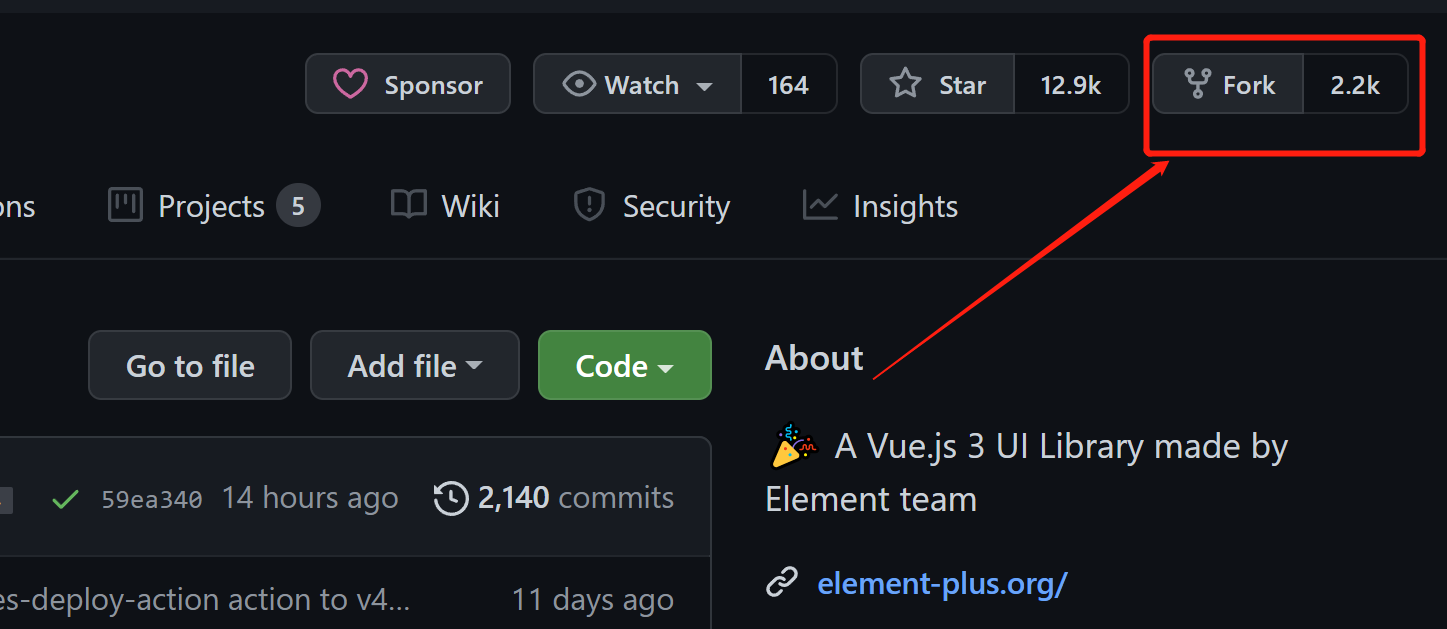 Sponsor Watch 164 Star 12.9k Fork 2.2k
ons Projects 5 Wiki Security Insights
Go to file Add file Code
About
A Vue.js 3 UI Library made by
Element team
59ea340 14 hours ago 2,140 commits
element-plus.org/
es-deploy-action action to v4... 11 days ago